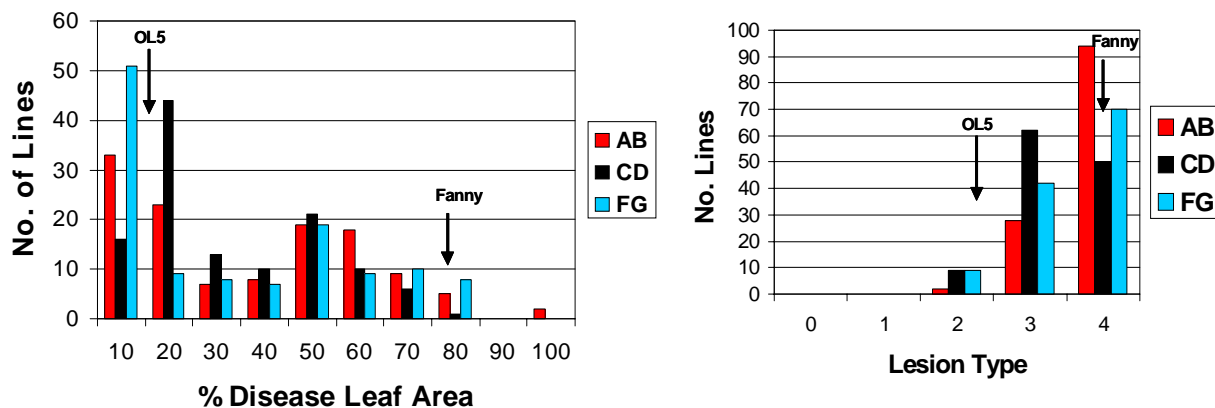 60
50
40
30
20
10
0
No. of Lines
OL5
Fanny
10 20 30 40 50 60 70 80 90 100
% Disease Leaf Area
AB
CD
FG
100
90
80
70
60
50
40
30
20
10
0
No. Lines
OL5
Fanny
0 1 2 3 4
Lesion Type
AB
CD
FG